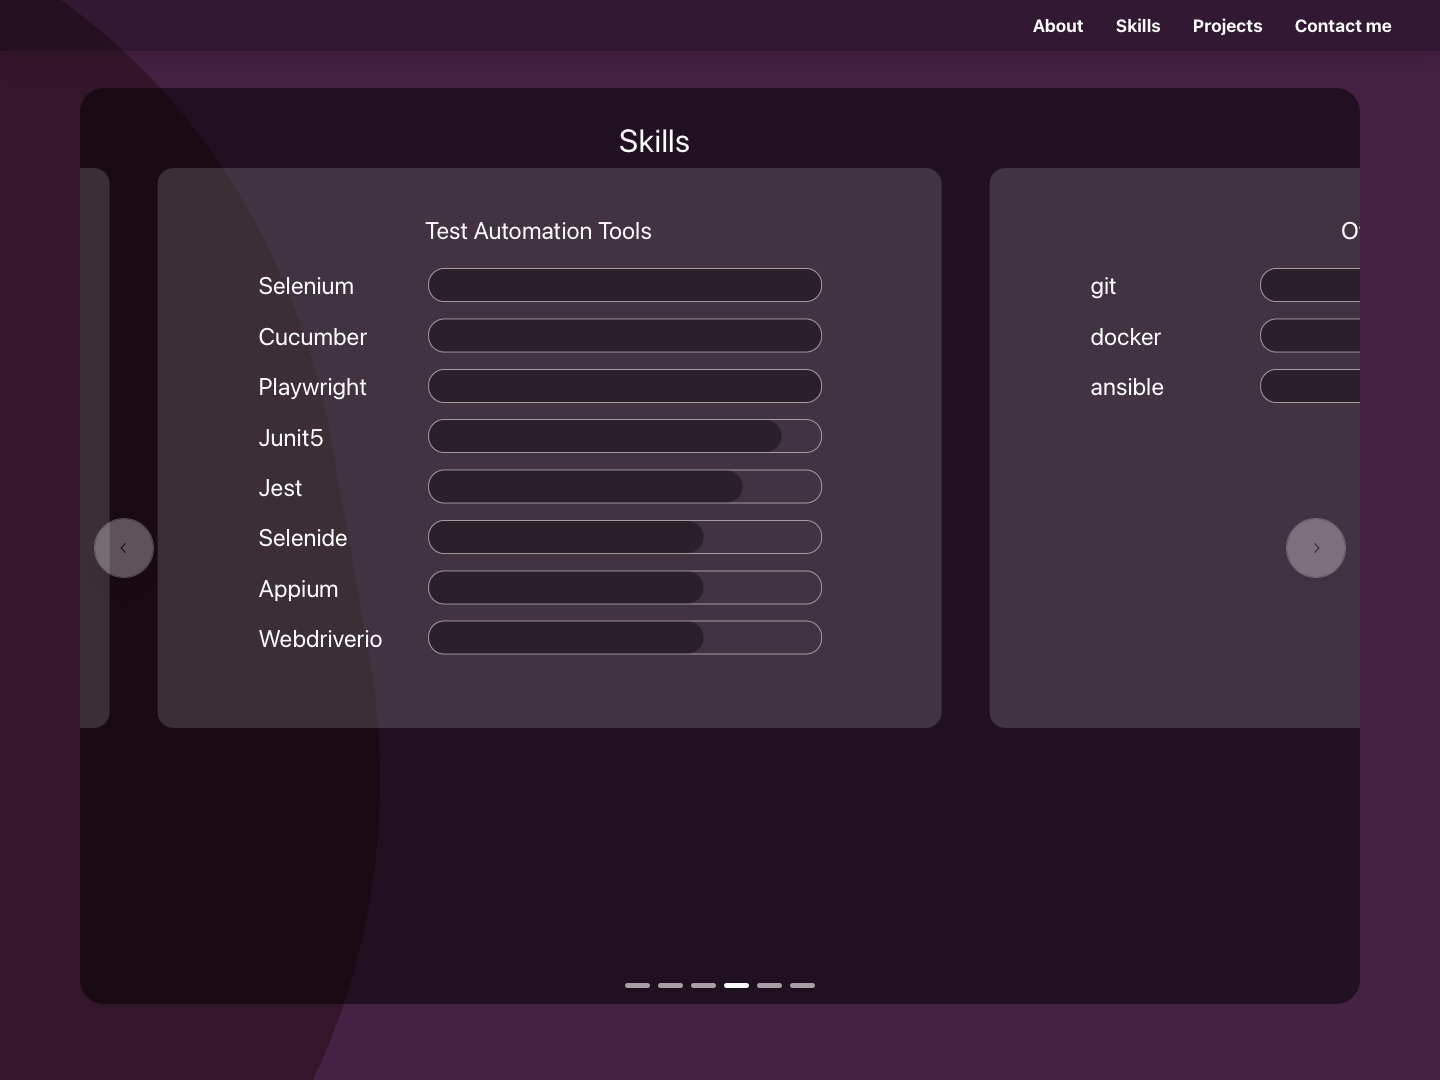 About Skills Projects Contact me
Skills
Test Automation Tools
Selenium
Cucumber
Playwright
Junit5
Jest
Selenide
Appium
Webdriverio
git
docker
ansible